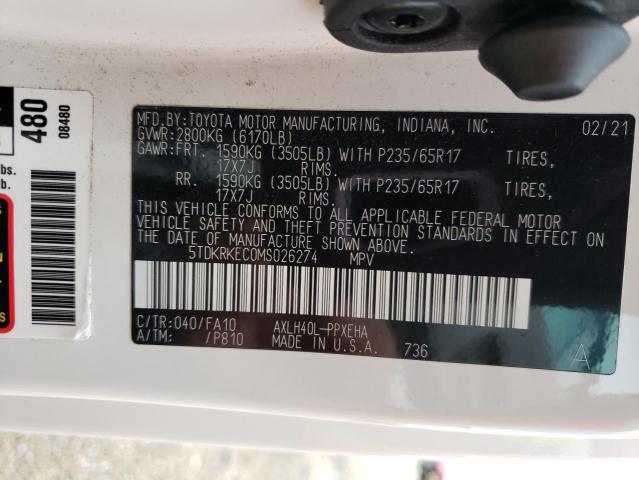 480
08480
lbs.
lb.
MFD.BY:TOYOTA MOTOR MANUFACTURING, INDIANA, INC. 02/21
GVWR:2800KG (6170LB)
GAWR:FRT. 1590KG (3505LB) WITH P235/65R17 TIRES,
17X7J RIMS.
RR. 1590KG (3505LB) WITH P235/65R17 TIRES,
17X7J RIMS.
THIS VEHICLE CONFORMS TO ALL APPLICABLE FEDERAL MOTOR
VEHICLE SAFETY AND THEFT PREVENTION STANDARDS IN EFFECT ON
THE DATE OF MANUFACTURE SHOWN ABOVE.
5TDKRKEC0MS026274 MPV
C/TR:040/FA10 AXLH40L-PPXEHA
A/TM: /P810 MADE IN U.S.A. 736
A